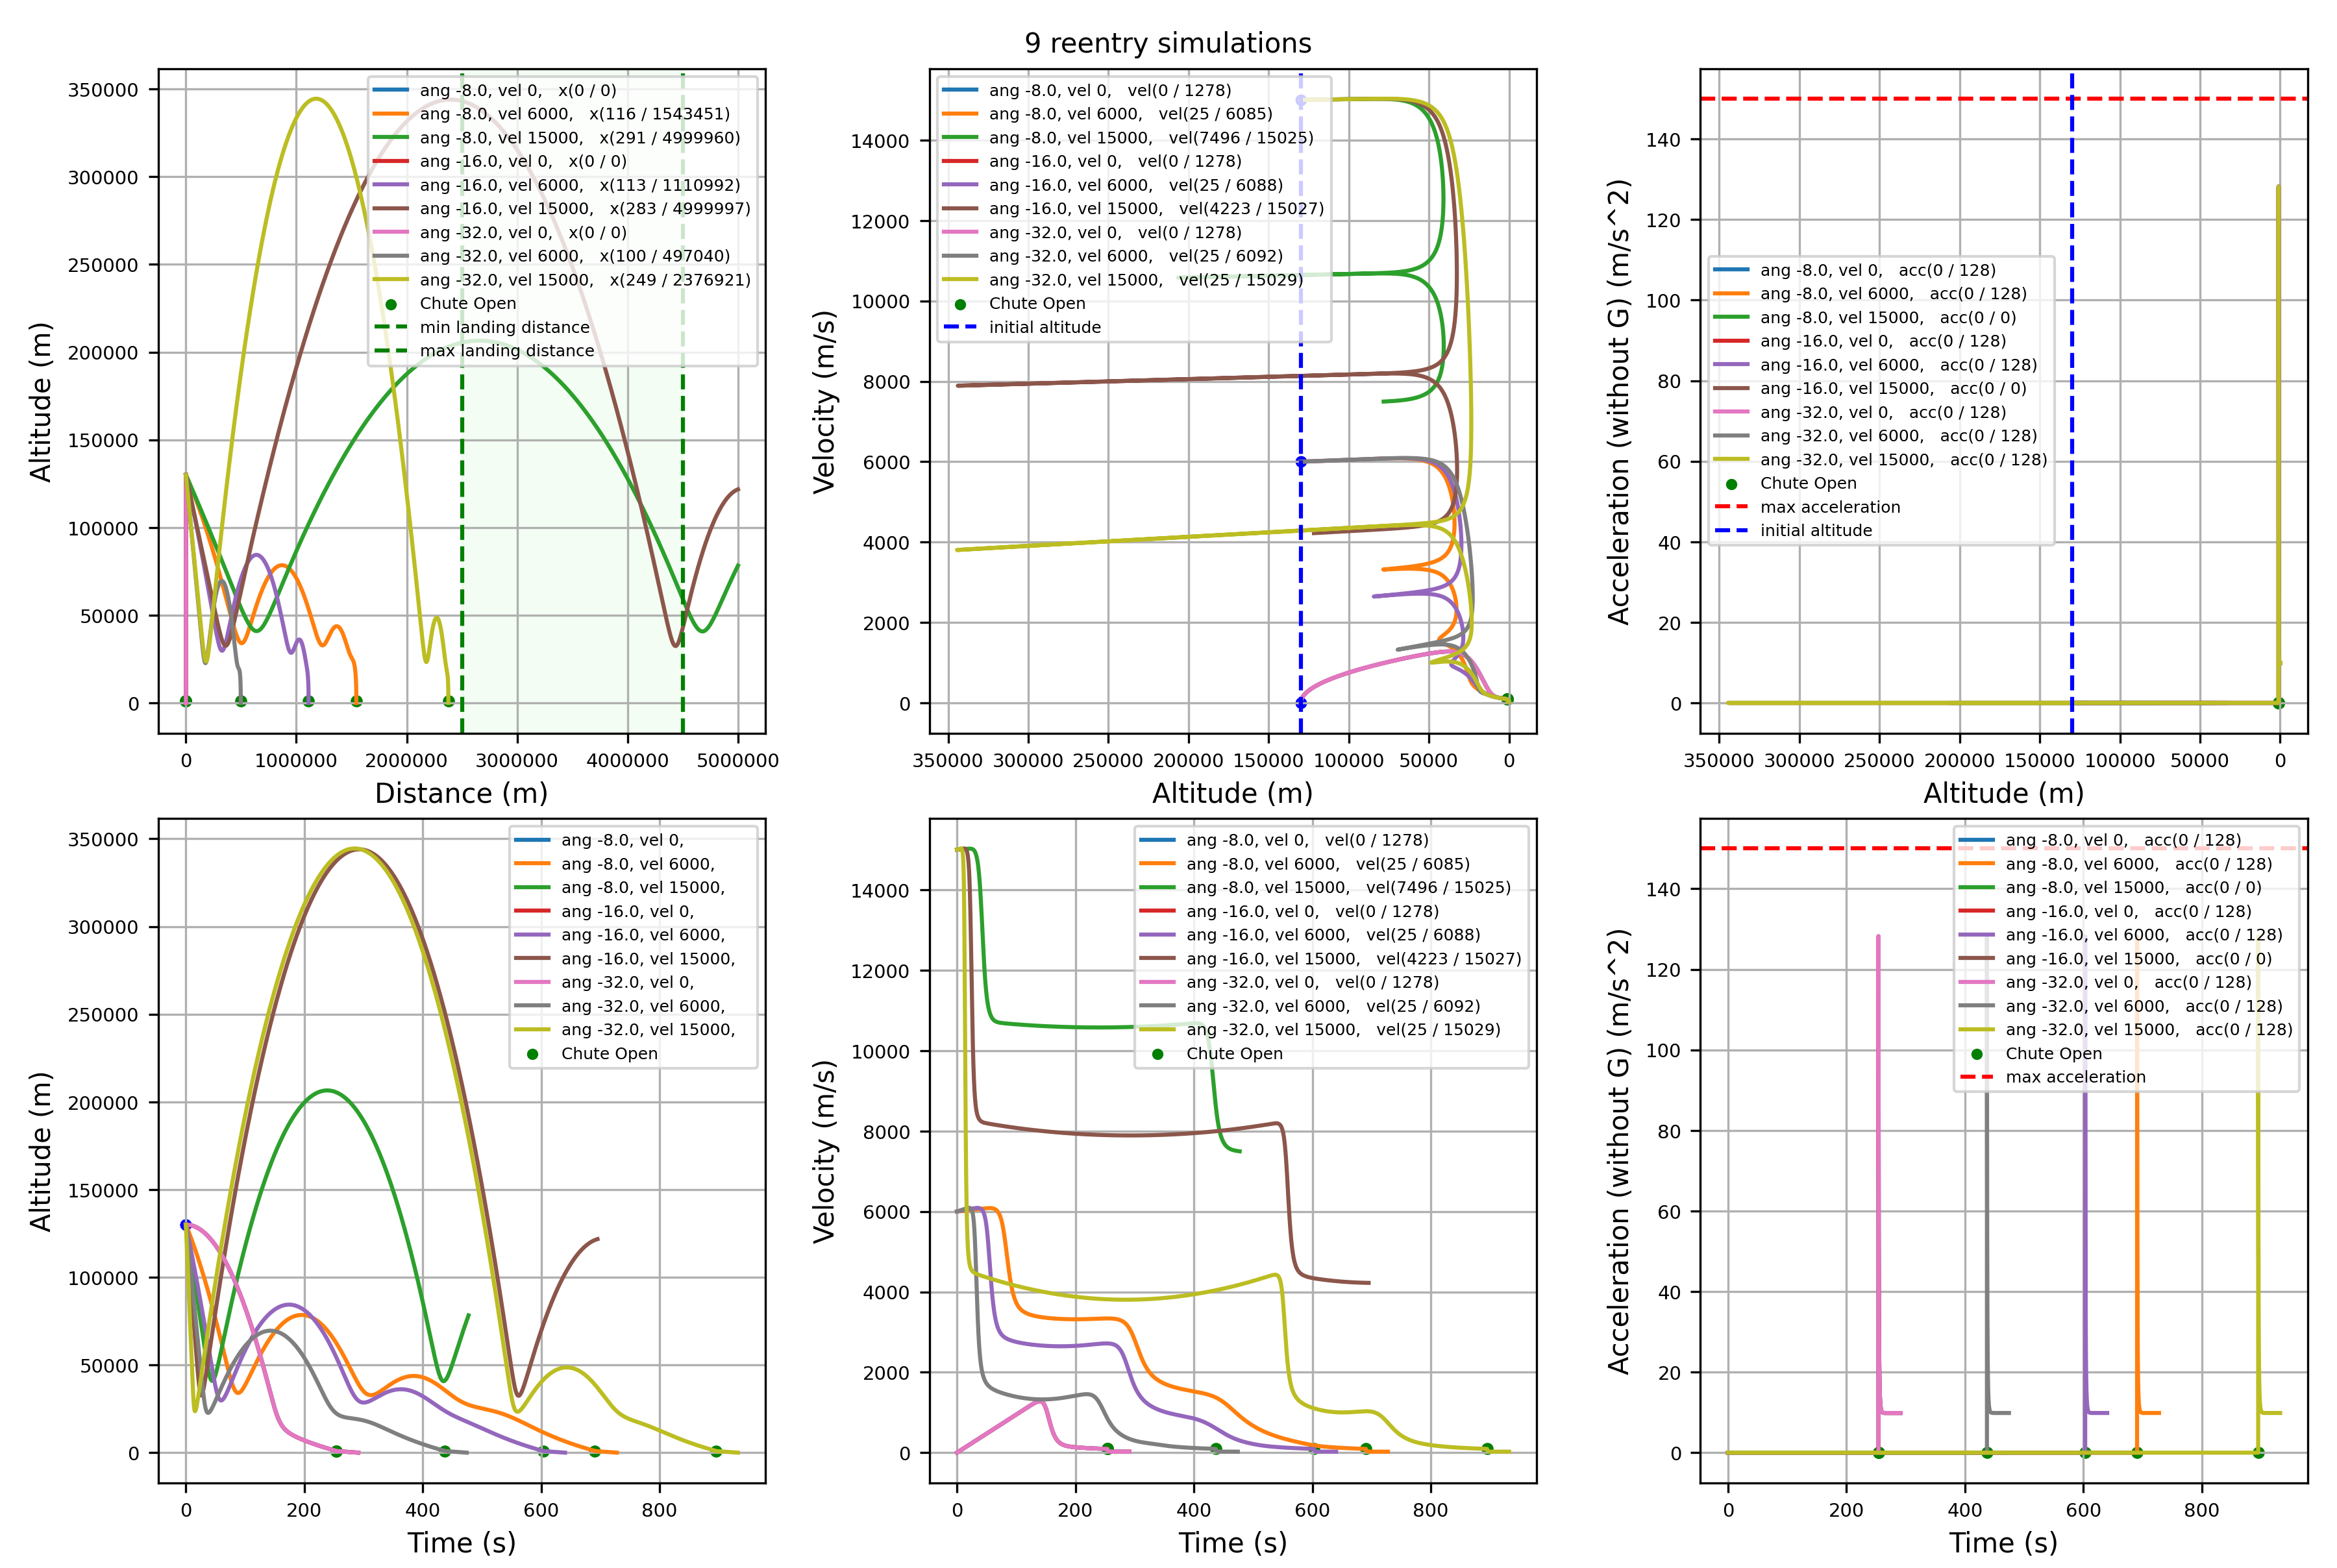 9 reentry simulations
350000
300000
250000
200000
150000
100000
50000
0
Altitude (m)
ang -8.0, vel 0,   x(0 / 0)
ang -8.0, vel 6000,   x(116 / 1543451)
ang -8.0, vel 15000,   x(291 / 4999960)
ang -16.0, vel 0,   x(0 / 0)
ang -16.0, vel 6000,   x(113 / 1110992)
ang -16.0, vel 15000,   x(283 / 4999997)
ang -32.0, vel 0,   x(0 / 0)
ang -32.0, vel 6000,   x(100 / 497040)
ang -32.0, vel 15000,   x(249 / 2376921)
Chute Open
min landing distance
max landing distance
0 1000000 2000000 3000000 4000000 5000000
Distance (m)
14000
12000
10000
8000
6000
4000
2000
0
Velocity (m/s)
ang -8.0, vel 0,   vel(0 / 1278)
ang -8.0, vel 6000,   vel(25 / 6085)
ang -8.0, vel 15000,   vel(7496 / 15025)
ang -16.0, vel 0,   vel(0 / 1278)
ang -16.0, vel 6000,   vel(25 / 6088)
ang -16.0, vel 15000,   vel(4223 / 15027)
ang -32.0, vel 0,   vel(0 / 1278)
ang -32.0, vel 6000,   vel(25 / 6092)
ang -32.0, vel 15000,   vel(25 / 15029)
Chute Open
initial altitude
350000 300000 250000 200000 150000 100000 50000 0
Altitude (m)
140
120
100
80
60
40
20
0
Acceleration (without G) (m/s^2)
ang -8.0, vel 0,   acc(0 / 128)
ang -8.0, vel 6000,   acc(0 / 128)
ang -8.0, vel 15000,   acc(0 / 0)
ang -16.0, vel 0,   acc(0 / 128)
ang -16.0, vel 6000,   acc(0 / 128)
ang -16.0, vel 15000,   acc(0 / 0)
ang -32.0, vel 0,   acc(0 / 128)
ang -32.0, vel 6000,   acc(0 / 128)
ang -32.0, vel 15000,   acc(0 / 128)
Chute Open
max acceleration
initial altitude
350000 300000 250000 200000 150000 100000 50000 0
Altitude (m)
350000
300000
250000
200000
150000
100000
50000
0
Altitude (m)
ang -8.0, vel 0,
ang -8.0, vel 6000,
ang -8.0, vel 15000,
ang -16.0, vel 0,
ang -16.0, vel 6000,
ang -16.0, vel 15000,
ang -32.0, vel 0,
ang -32.0, vel 6000,
ang -32.0, vel 15000,
Chute Open
0 200 400 600 800
Time (s)
14000
12000
10000
8000
6000
4000
2000
0
Velocity (m/s)
ang -8.0, vel 0,   vel(0 / 1278)
ang -8.0, vel 6000,   vel(25 / 6085)
ang -8.0, vel 15000,   vel(7496 / 15025)
ang -16.0, vel 0,   vel(0 / 1278)
ang -16.0, vel 6000,   vel(25 / 6088)
ang -16.0, vel 15000,   vel(4223 / 15027)
ang -32.0, vel 0,   vel(0 / 1278)
ang -32.0, vel 6000,   vel(25 / 6092)
ang -32.0, vel 15000,   vel(25 / 15029)
Chute Open
0 200 400 600 800
Time (s)
140
120
100
80
60
40
20
0
Acceleration (without G) (m/s^2)
ang -8.0, vel 0,   acc(0 / 128)
ang -8.0, vel 6000,   acc(0 / 128)
ang -8.0, vel 15000,   acc(0 / 0)
ang -16.0, vel 0,   acc(0 / 128)
ang -16.0, vel 6000,   acc(0 / 128)
ang -16.0, vel 15000,   acc(0 / 0)
ang -32.0, vel 0,   acc(0 / 128)
ang -32.0, vel 6000,   acc(0 / 128)
ang -32.0, vel 15000,   acc(0 / 128)
Chute Open
max acceleration
0 200 400 600 800
Time (s)